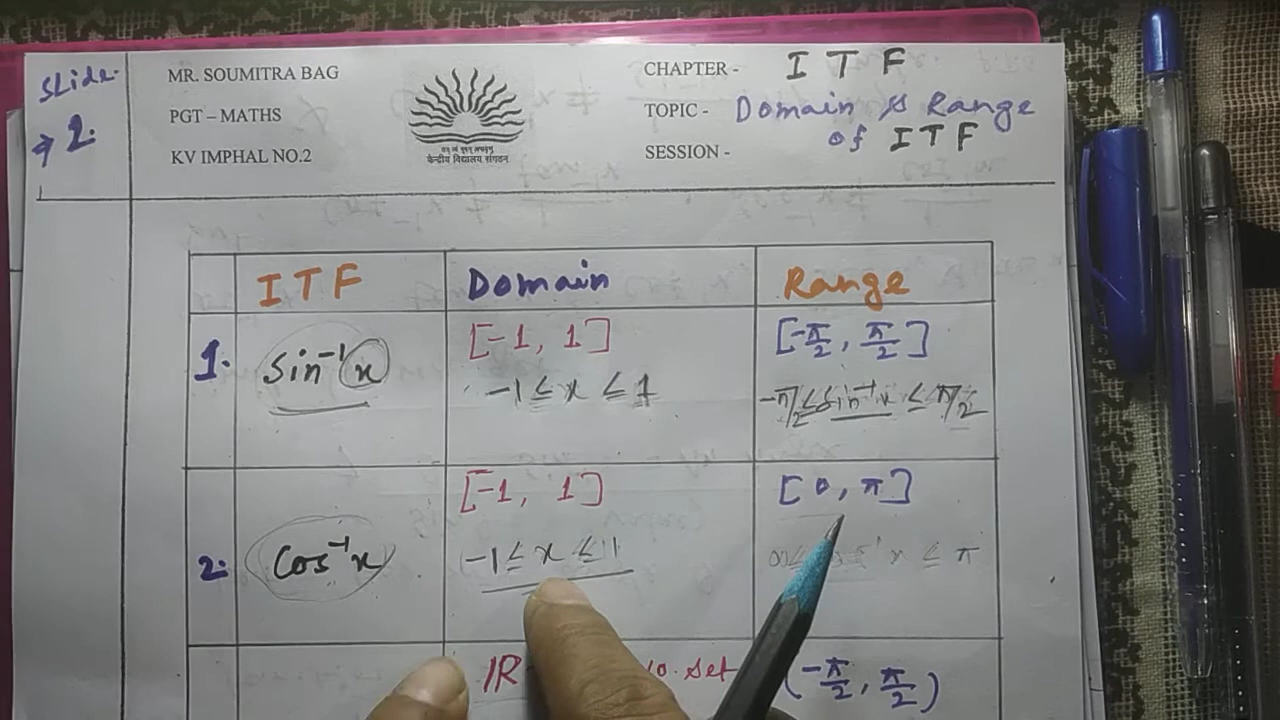 Slide.
→ 2.
MR. SOUMITRA BAG
PGT – MATHS
KV IMPHAL NO.2
केन्द्रीय विद्यालय संगठन
CHAPTER - ITF
TOPIC - Domain & Range
of ITF
SESSION -
ITF Domain Range
1. sin⁻¹x [-1, 1] [-π/2, π/2]
-1 ≤ x ≤ 1 -π/2 ≤ sin⁻¹x ≤ π/2
2. Cos⁻¹x [-1, 1] [0, π]
-1 ≤ x ≤ 1 x ≤ π
IR set (-π/2, π/2)